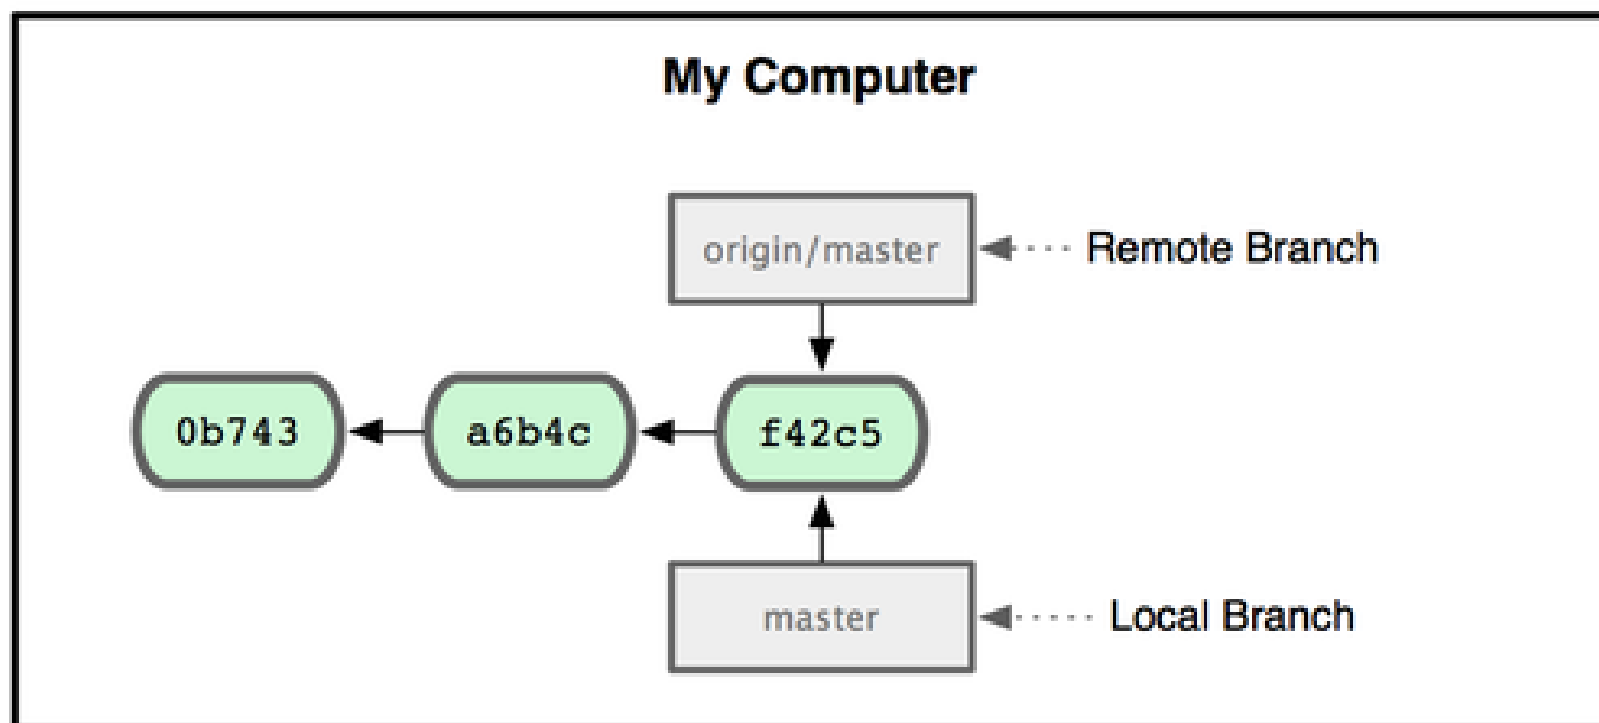 My Computer
origin/master
Remote Branch
0b743
a6b4c
f42c5
master
Local Branch